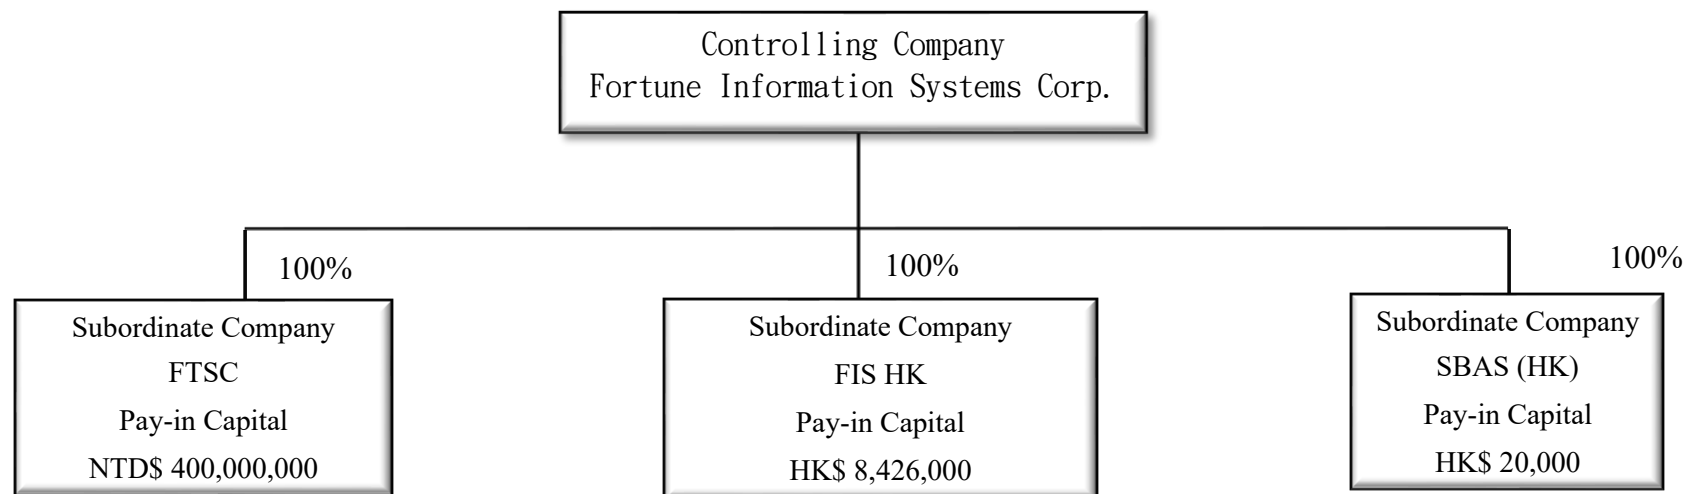 Controlling Company
Fortune Information Systems Corp.
100%
100%
100%
Subordinate Company
FTSC
Pay-in Capital
NTD$ 400,000,000
Subordinate Company
FIS HK
Pay-in Capital
HK$ 8,426,000
Subordinate Company
SBAS (HK)
Pay-in Capital
HK$ 20,000